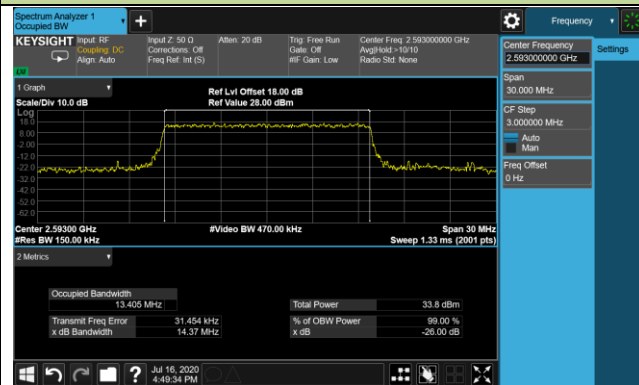 Spectrum Analyzer 1
Occupied BW
Frequency
KEYSIGHT
Input: RF
Coupling: DC
Align: Auto
Input Z: 50 Ω
Corrections: Off
Freq Ref: Int (S)
Atten: 20 dB
Trig: Free Run
Gate: Off
#IF Gain: Low
Center Freq: 2.593000000 GHz
Avg|Hold:>10/10
Radio Std: None
Center Frequency
2.593000000 GHz
Settings
Span
30.000 MHz
CF Step
3.000000 MHz
Auto
Man
Freq Offset
0 Hz
1 Graph
Scale/Div 10.0 dB
Ref Lvl Offset 18.00 dB
Ref Value 28.00 dBm
Log
18.0
8.00
-2.00
-12.0
-22.0
-32.0
-42.0
-52.0
-62.0
Center 2.59300 GHz
#Res BW 150.00 kHz
#Video BW 470.00 kHz
Span 30 MHz
Sweep 1.33 ms (2001 pts)
2 Metrics
Occupied Bandwidth
13.405 MHz
Total Power 33.8 dBm
Transmit Freq Error 31.454 kHz
% of OBW Power 99.00 %
x dB Bandwidth 14.37 MHz
x dB -26.00 dB
?
Jul 16, 2020
4:49:34 PM